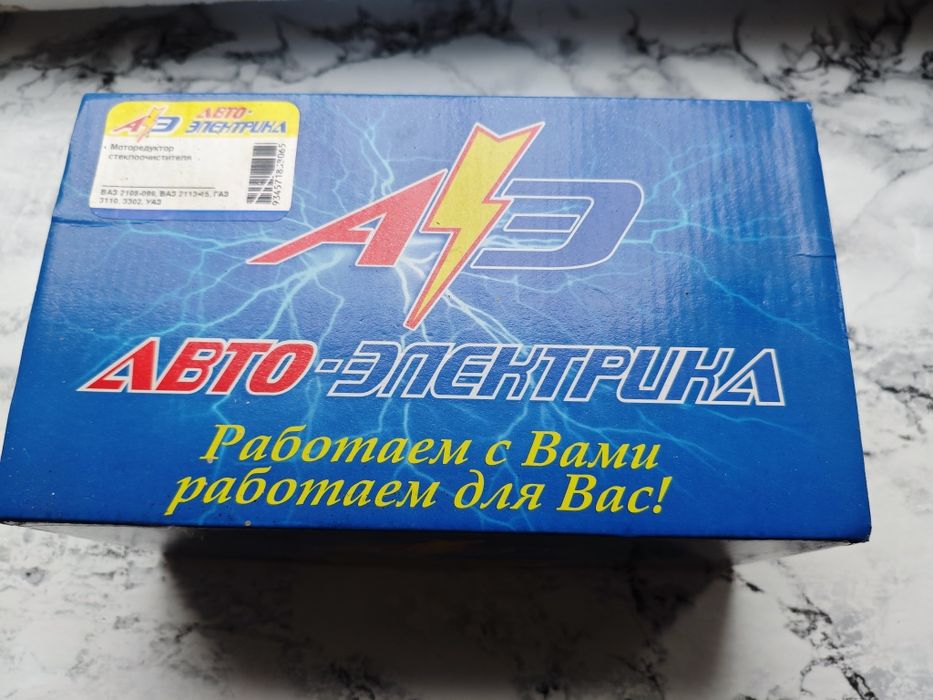 АЭ АВТО-
ЭЛЕКТРИКА
Моторедуктор
стеклоочистителя
ВАЗ 2108-099, ВАЗ 2113-15, ГАЗ
3110, 3302, УАЗ
АЭ
АВТО-ЭЛЕКТРИКА
Работаем с Вами
работаем для Вас!